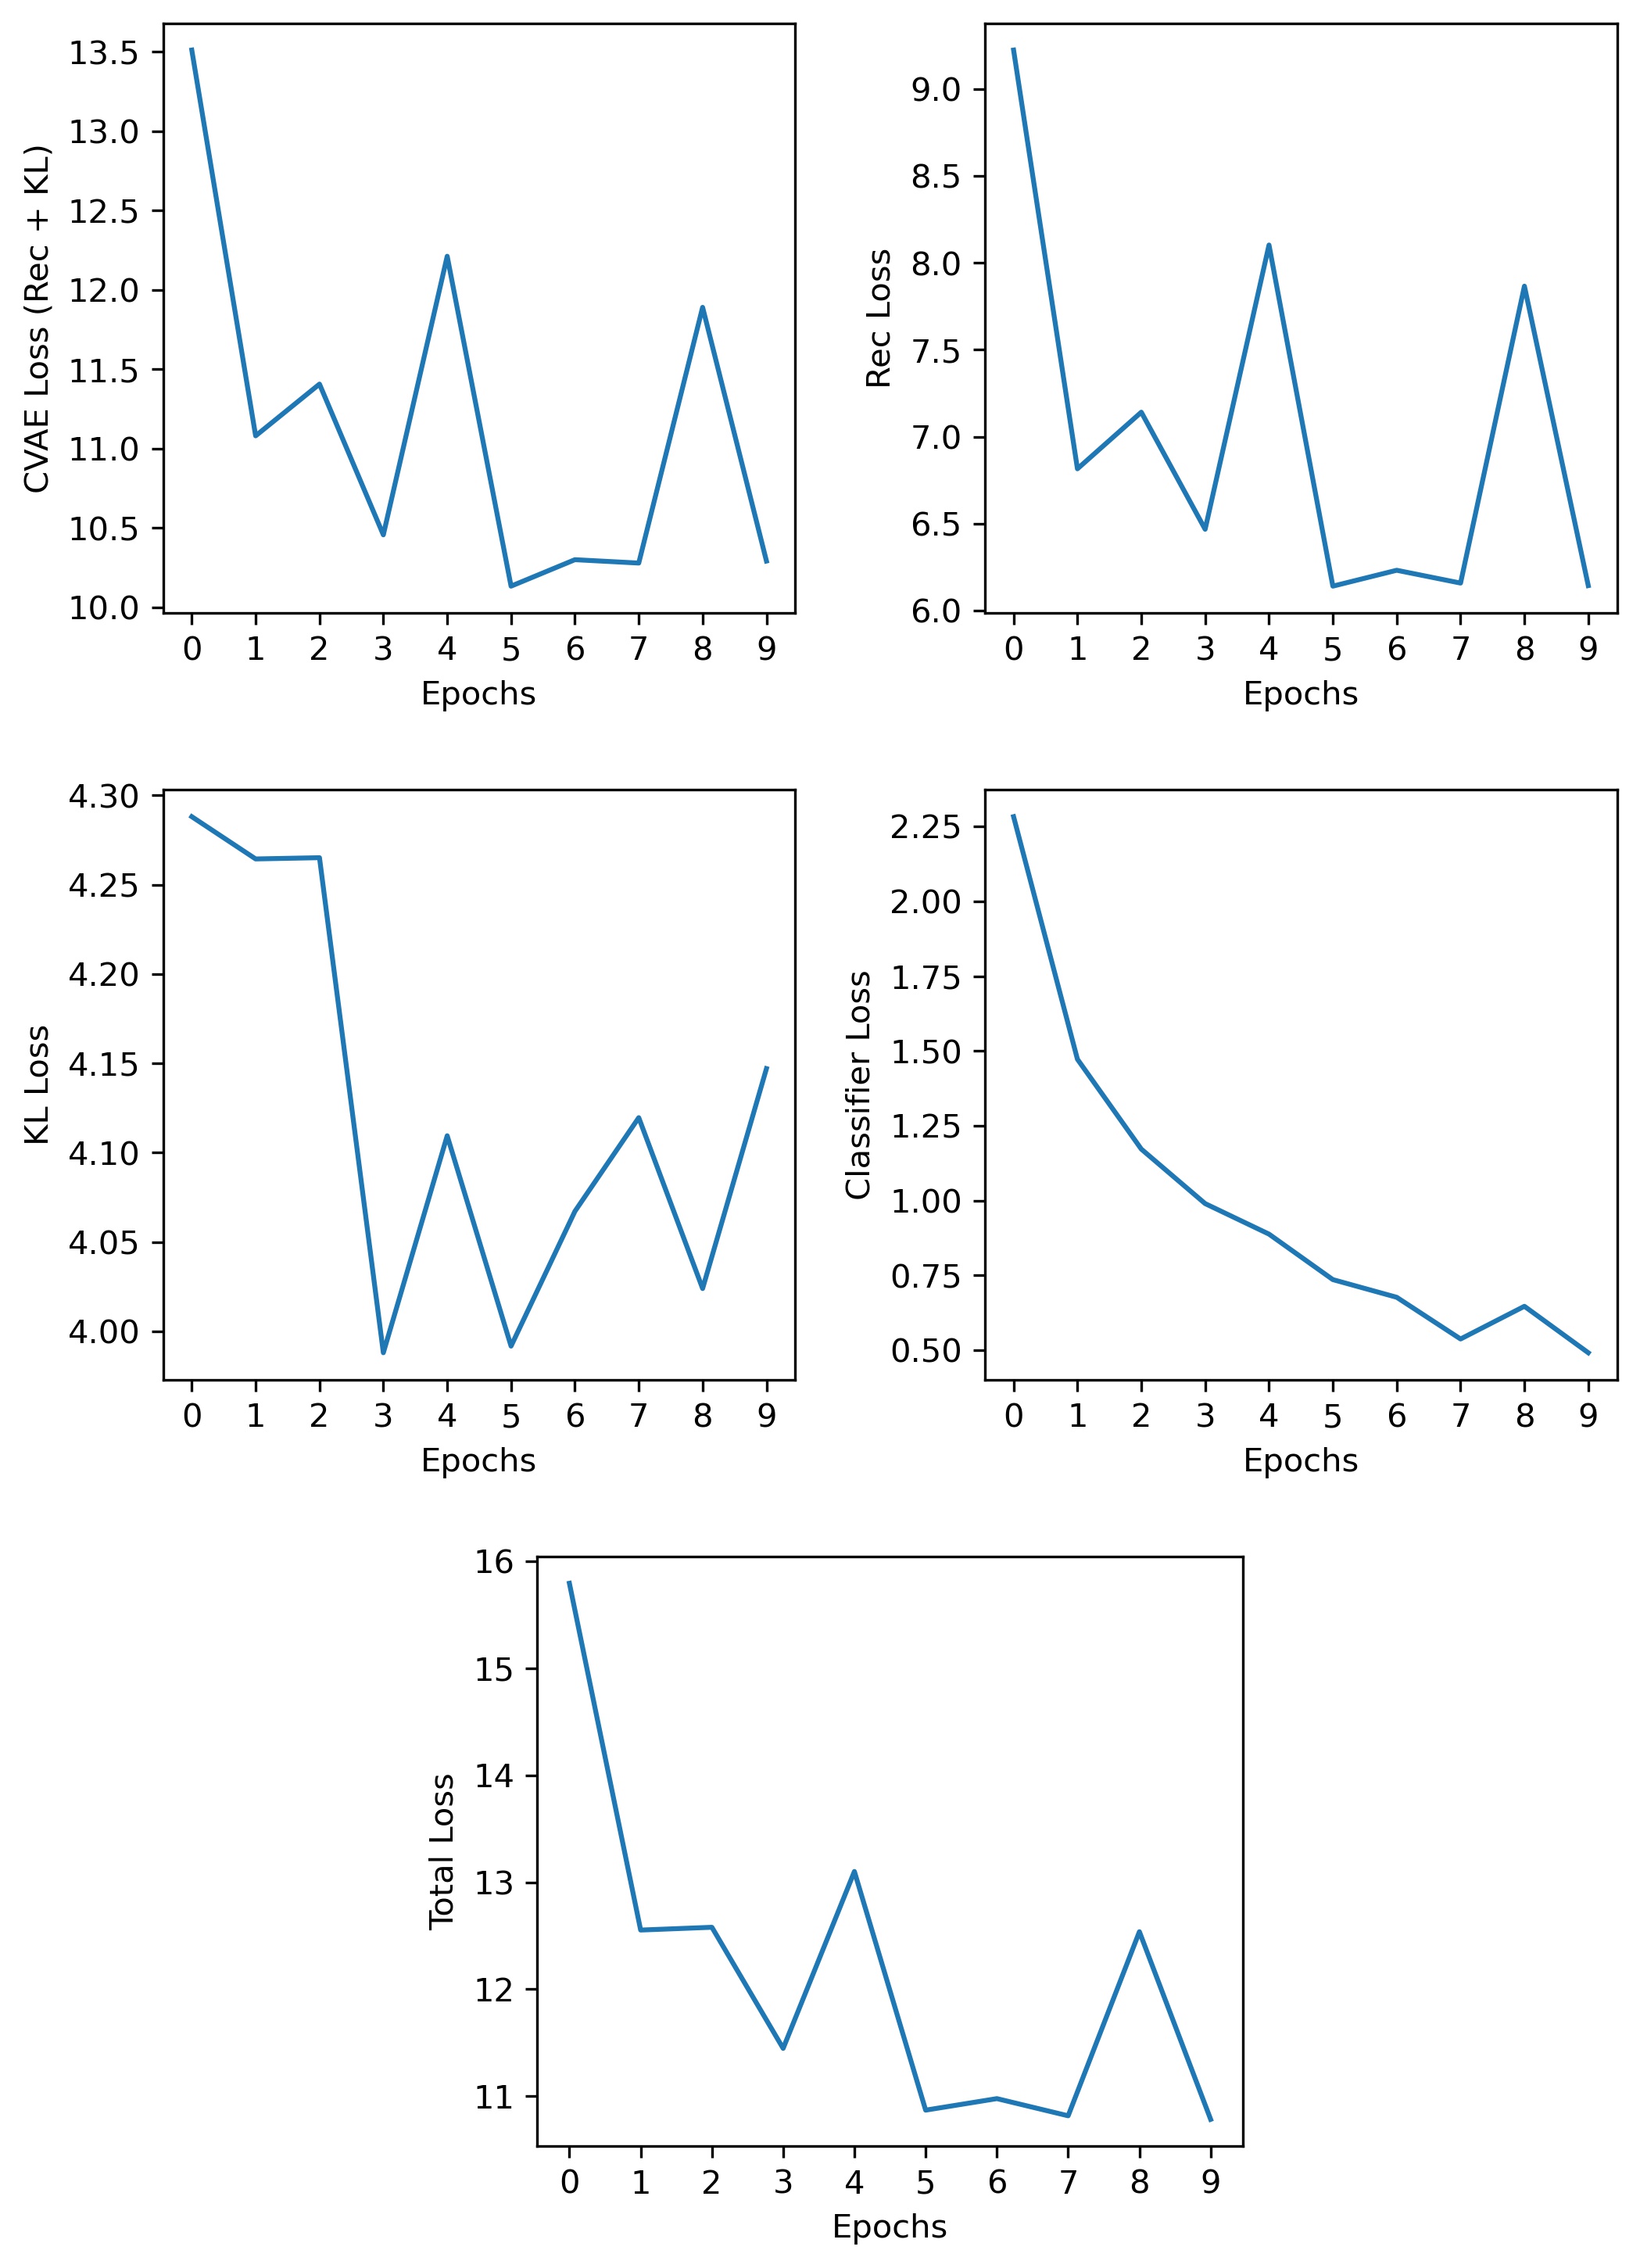 CVAE Loss (Rec + KL)
13.5
13.0
12.5
12.0
11.5
11.0
10.5
10.0
0 1 2 3 4 5 6 7 8 9
Epochs
Rec Loss
9.0
8.5
8.0
7.5
7.0
6.5
6.0
0 1 2 3 4 5 6 7 8 9
Epochs
KL Loss
4.30
4.25
4.20
4.15
4.10
4.05
4.00
0 1 2 3 4 5 6 7 8 9
Epochs
Classifier Loss
2.25
2.00
1.75
1.50
1.25
1.00
0.75
0.50
0 1 2 3 4 5 6 7 8 9
Epochs
Total Loss
16
15
14
13
12
11
0 1 2 3 4 5 6 7 8 9
Epochs